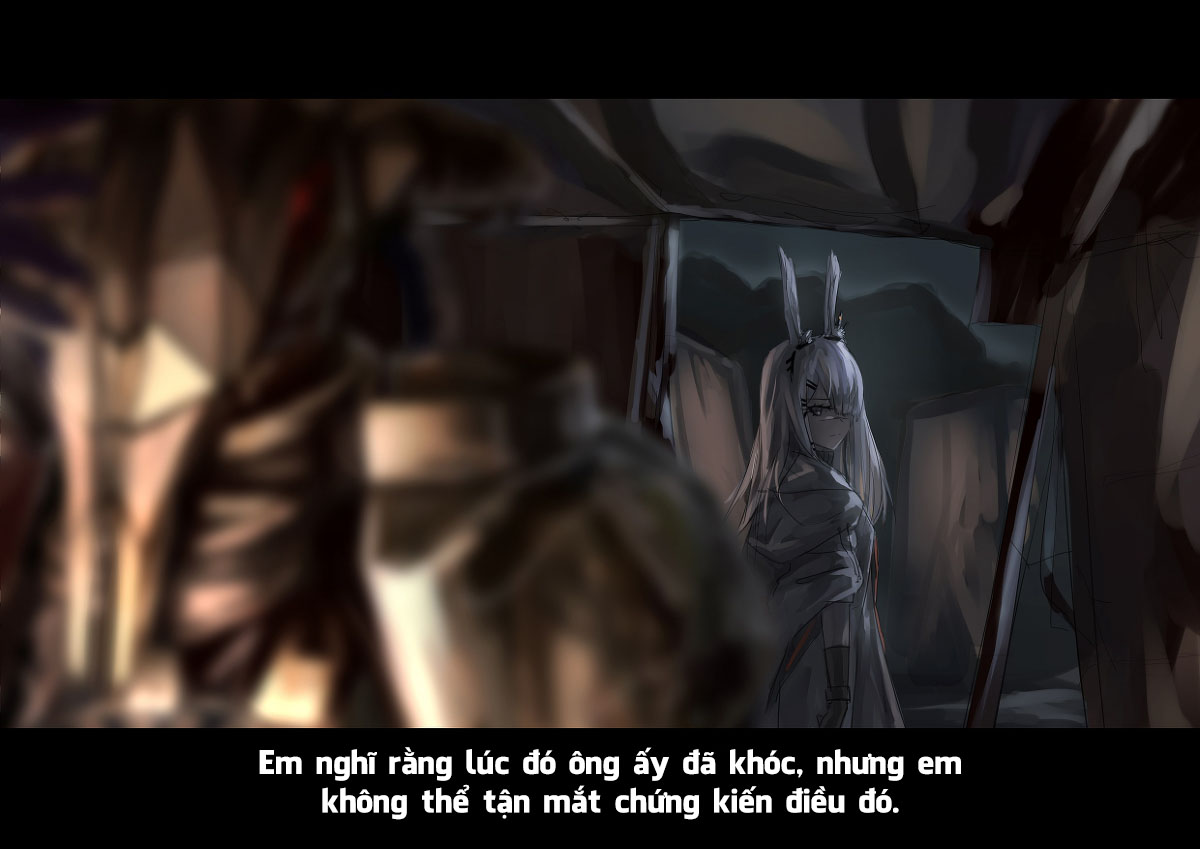 Em nghĩ rằng lúc đó ông ấy đã khóc, nhưng em
không thể tận mắt chứng kiến điều đó.